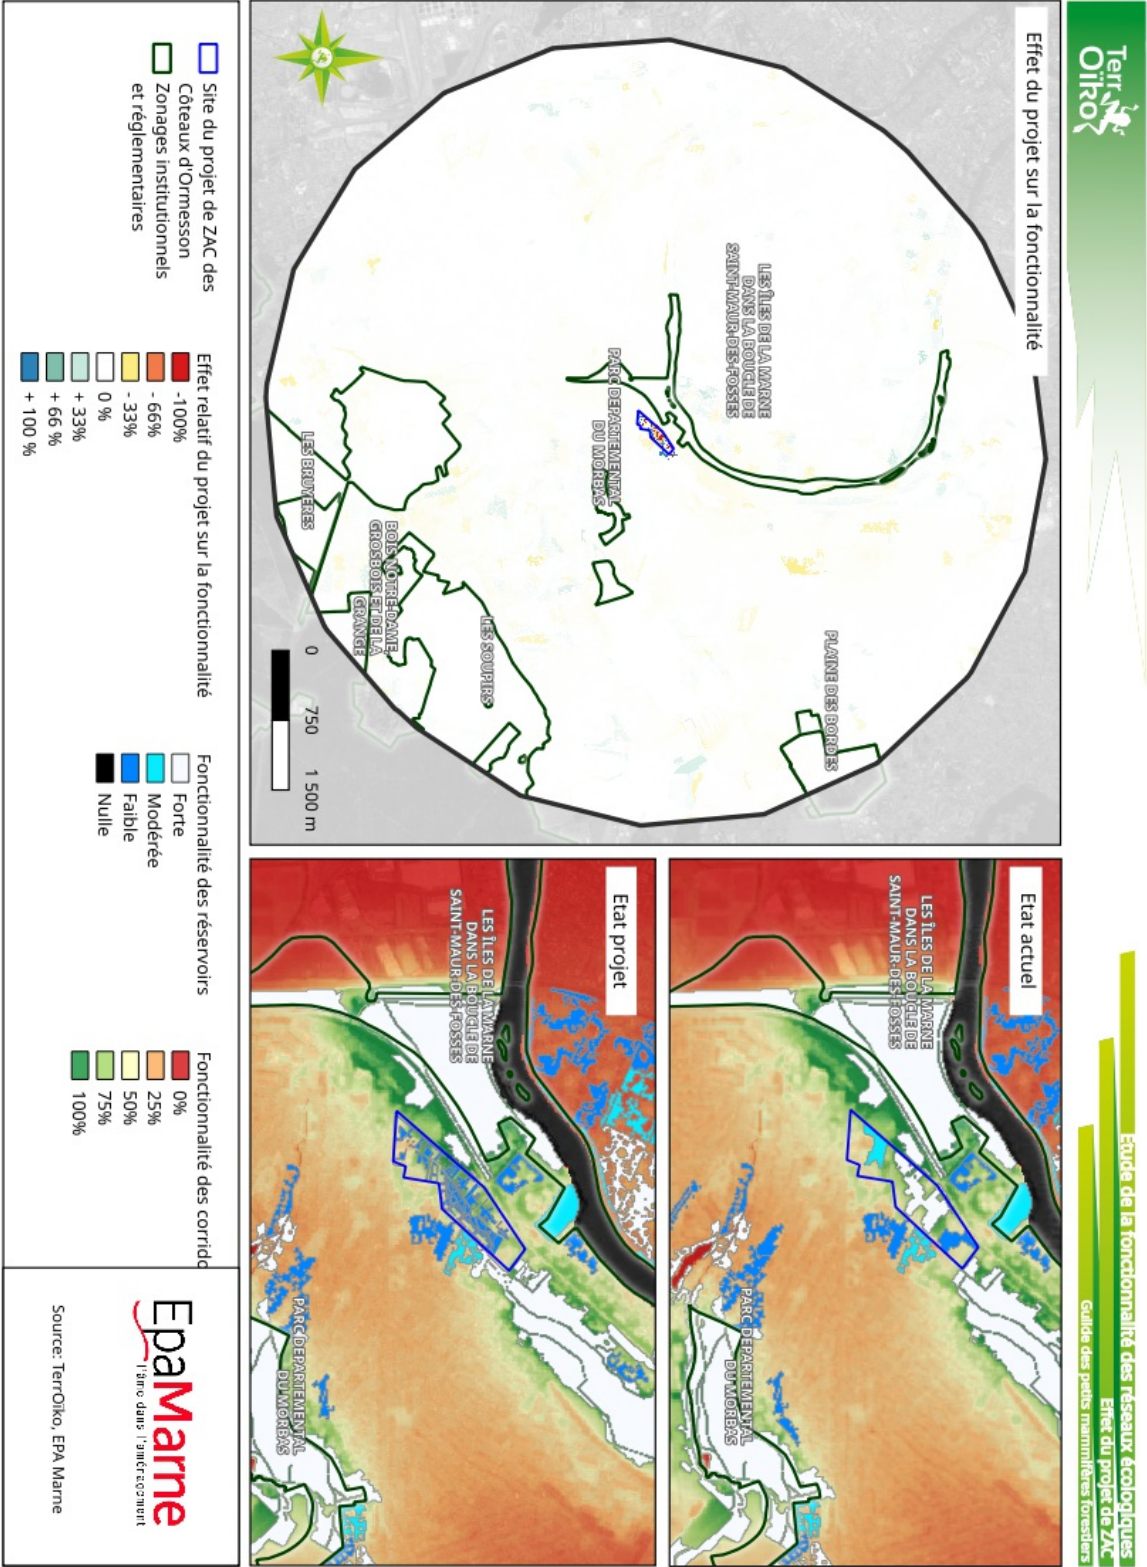 Terr
Oïko
Etude de la fonctionnalité des réseaux écologiques
Effet du projet de ZAC
Guilde des petits mammifères forestiers
Effet du projet sur la fonctionnalité
LES ÎLES DE LA MARNE
DANS LA BOUCLE DE
SAINT-MAUR-DES-FOSSES
PARC DEPARTEMENTAL
DU MORBAS
PLAINE DES BORDES
LES SOUPIRS
BOIS NOTRE-DAME,
GROSBOIS ET DE LA
GRANGE
LES BRUYERES
0 750 1 500 m
Etat actuel
LES ÎLES DE LA MARNE
DANS LA BOUCLE DE
SAINT-MAUR-DES-FOSSES
PARC DEPARTEMENTAL
DU MORBAS
Etat projet
LES ÎLES DE LA MARNE
DANS LA BOUCLE DE
SAINT-MAUR-DES-FOSSES
PARC DEPARTEMENTAL
DU MORBAS
Site du projet de ZAC des
Côteaux d'Ormesson
Zonages institutionnels
et réglementaires
Effet relatif du projet sur la fonctionnalité
-100%
- 66%
- 33%
0 %
+ 33%
+ 66 %
+ 100 %
Fonctionnalité des réservoirs
Forte
Modérée
Faible
Nulle
Fonctionnalité des corrido
0%
25%
50%
75%
100%
EpaMarne
l'âme dans l'aménagement
Source: TerrOïko, EPA Marne